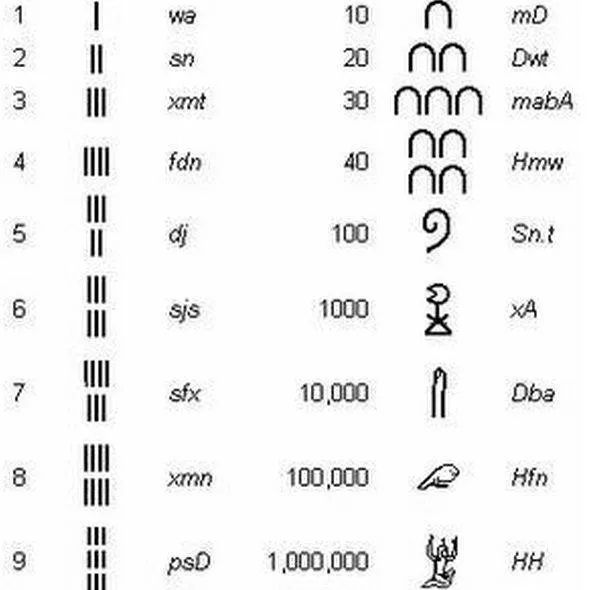 1 𓏺 wa 10 𓎆 mD
2 𓏻 sn 20 𓎇 Dwt
3 𓏼 xmt 30 𓎈 mabA
4 𓏽 fdn 40 𓎉 Hmw
5 𓏾 dj 100 𓍢 Sn.t
6 𓏿 sjs 1000 𓆼 xA
7 𓐀 sfx 10,000 𓂭 Dba
8 𓐁 xmn 100,000 𓆐 Hfn
9 𓐂 psD 1,000,000 𓁨 HH